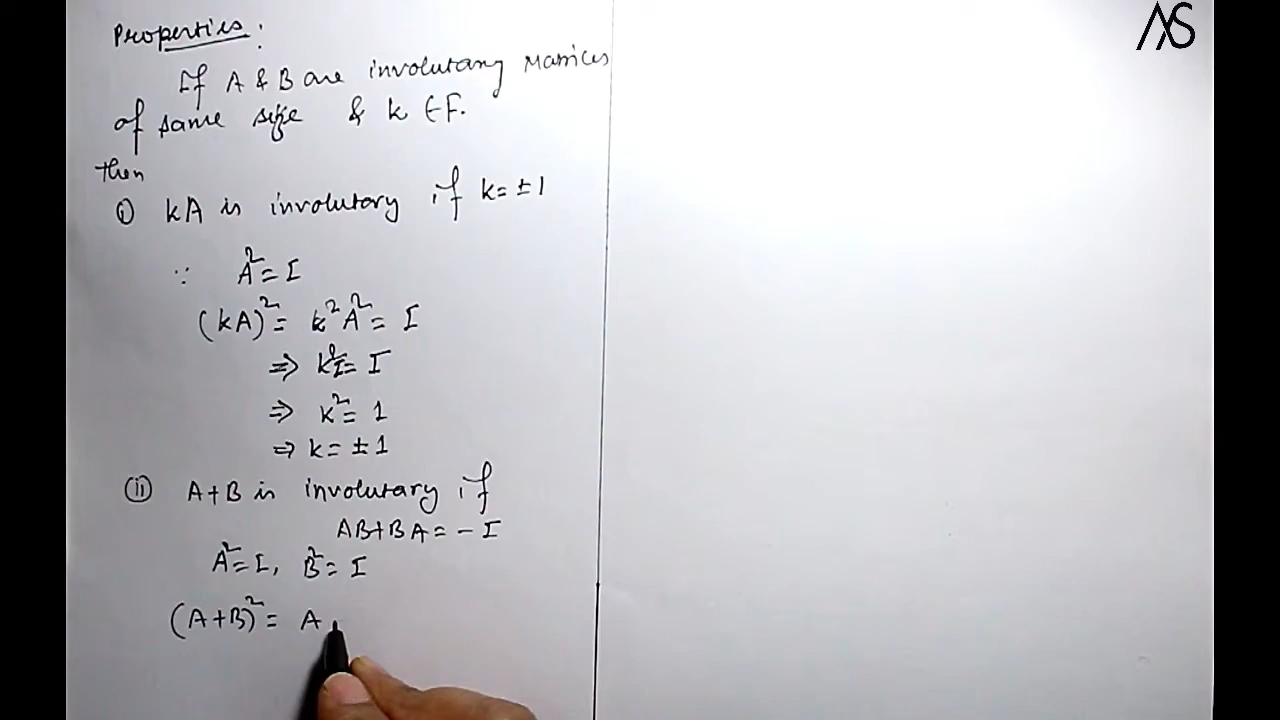 Properties:
If A & B are involutary Matrices
of same size & k ∈ F.
then
(i) kA is involutory if k = ±1
∵ A² = I
(kA)² = k²A² = I
⇒ k²I = I
⇒ k² = 1
⇒ k = ±1
(ii) A+B is involutary if
AB+BA = -I
A² = I, B² = I
(A+B)² = A
NS